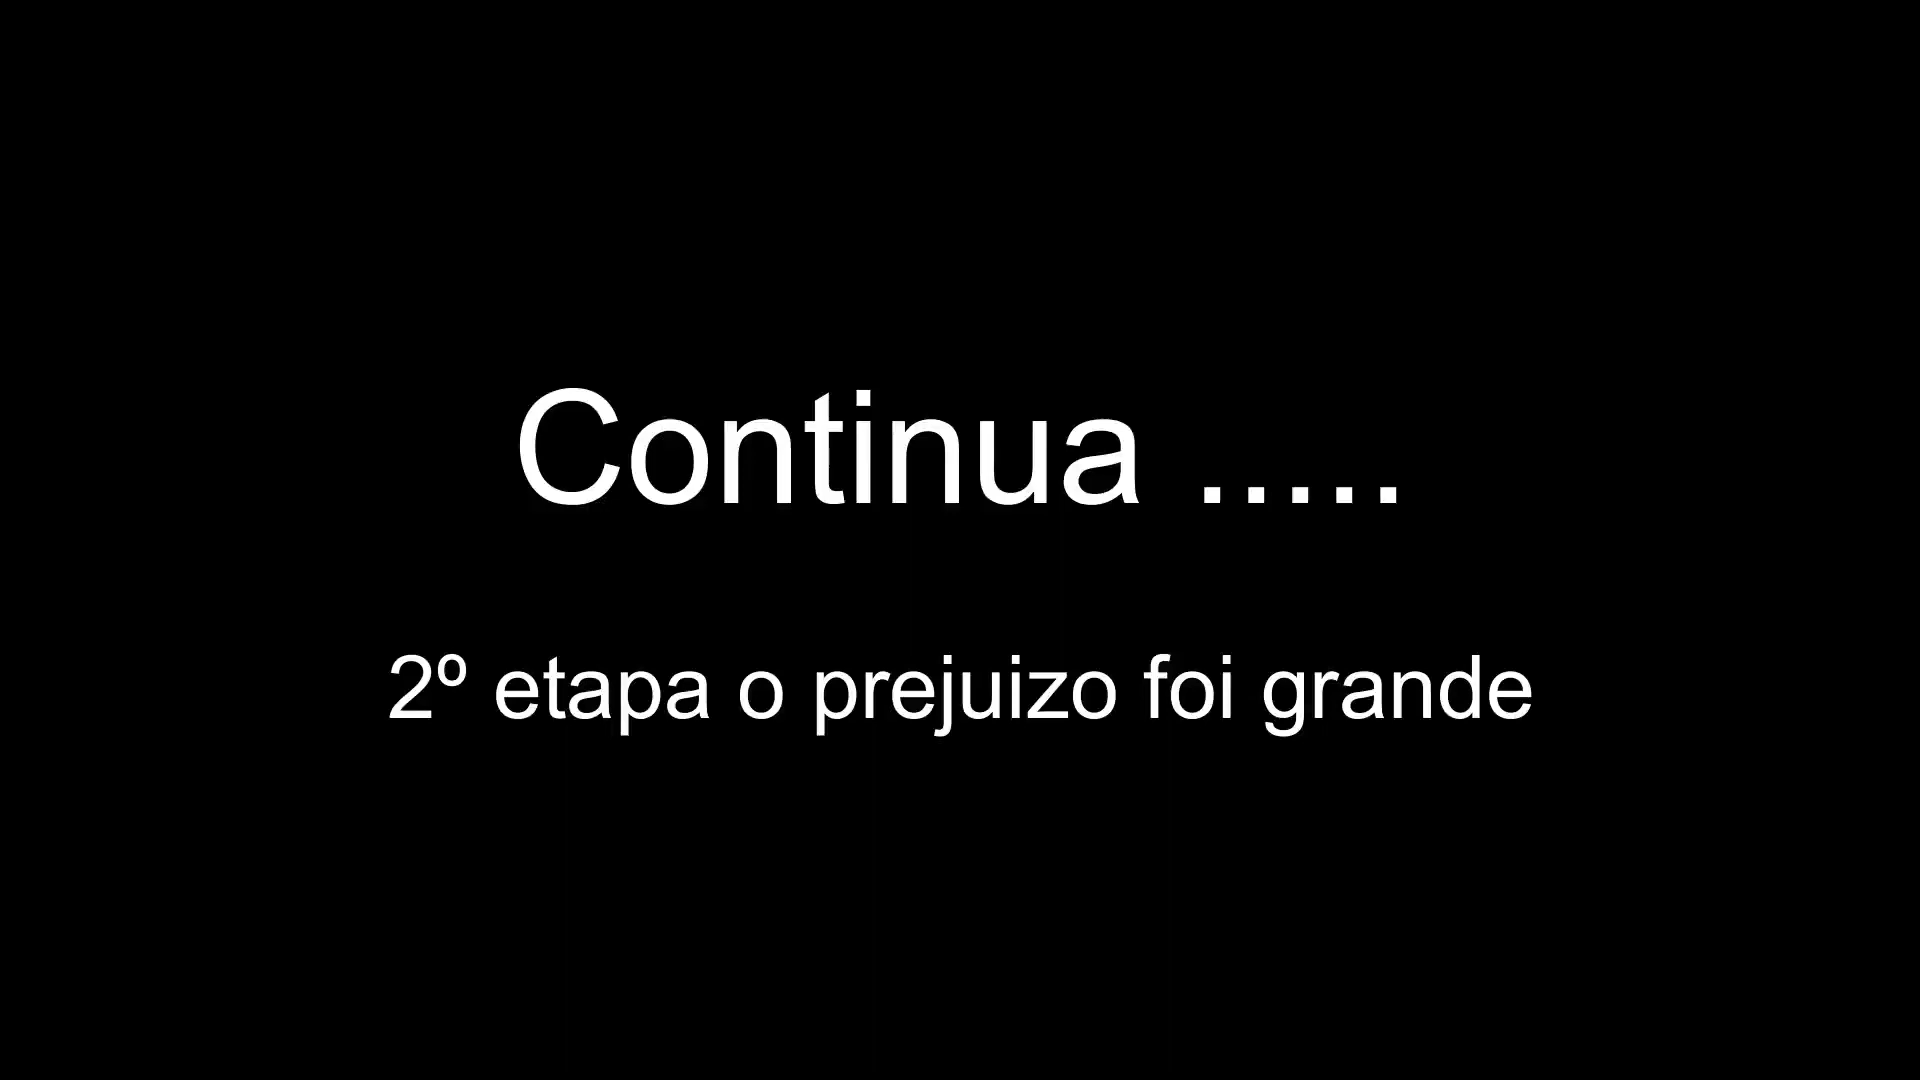 Continua .....
2º etapa o prejuizo foi grande